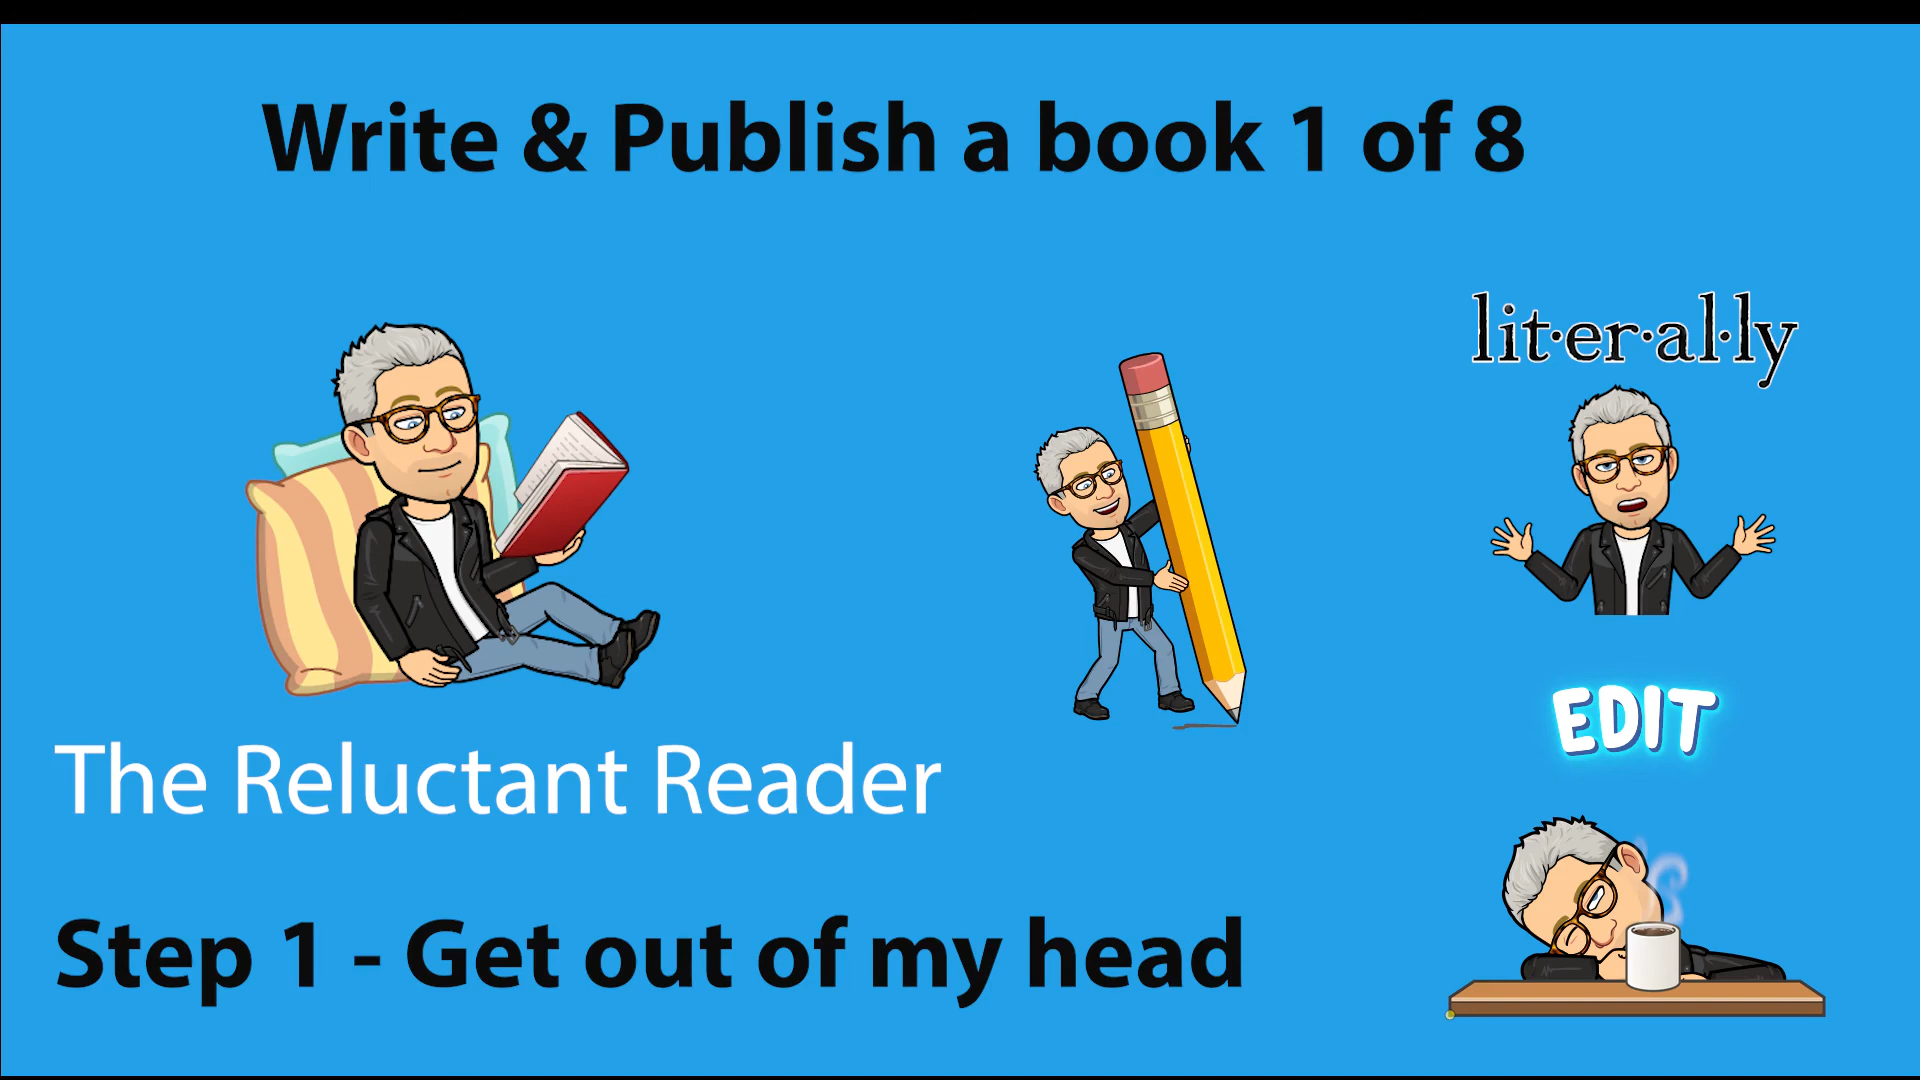 Write & Publish a book 1 of 8
lit·er·al·ly
EDIT
The Reluctant Reader
Step 1 - Get out of my head